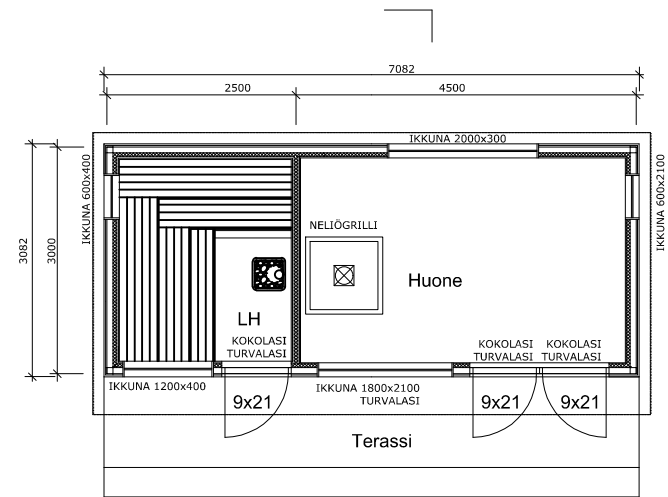 7082
2500
4500
IKKUNA 2000x300
IKKUNA 600x400
IKKUNA 600x2100
3082
3000
NELIÖGRILLI
Huone
LH
KOKOLASI
TURVALASI
KOKOLASI
TURVALASI
KOKOLASI
TURVALASI
IKKUNA 1200x400
IKKUNA 1800x2100
TURVALASI
9x21
9x21
9x21
Terassi